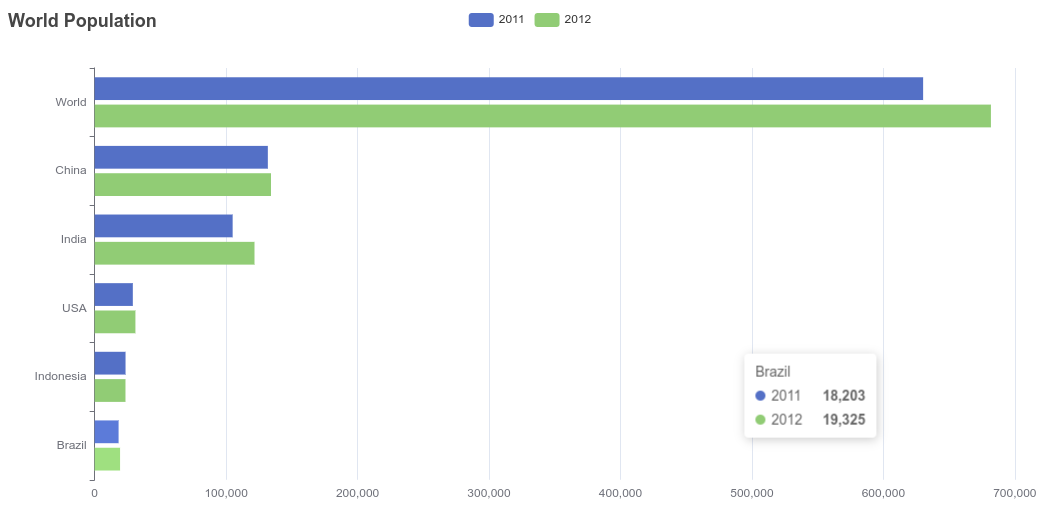 World Population
2011 2012
World
China
India
USA
Indonesia
Brazil
Brazil
2011 18,203
2012 19,325
0 100,000 200,000 300,000 400,000 500,000 600,000 700,000